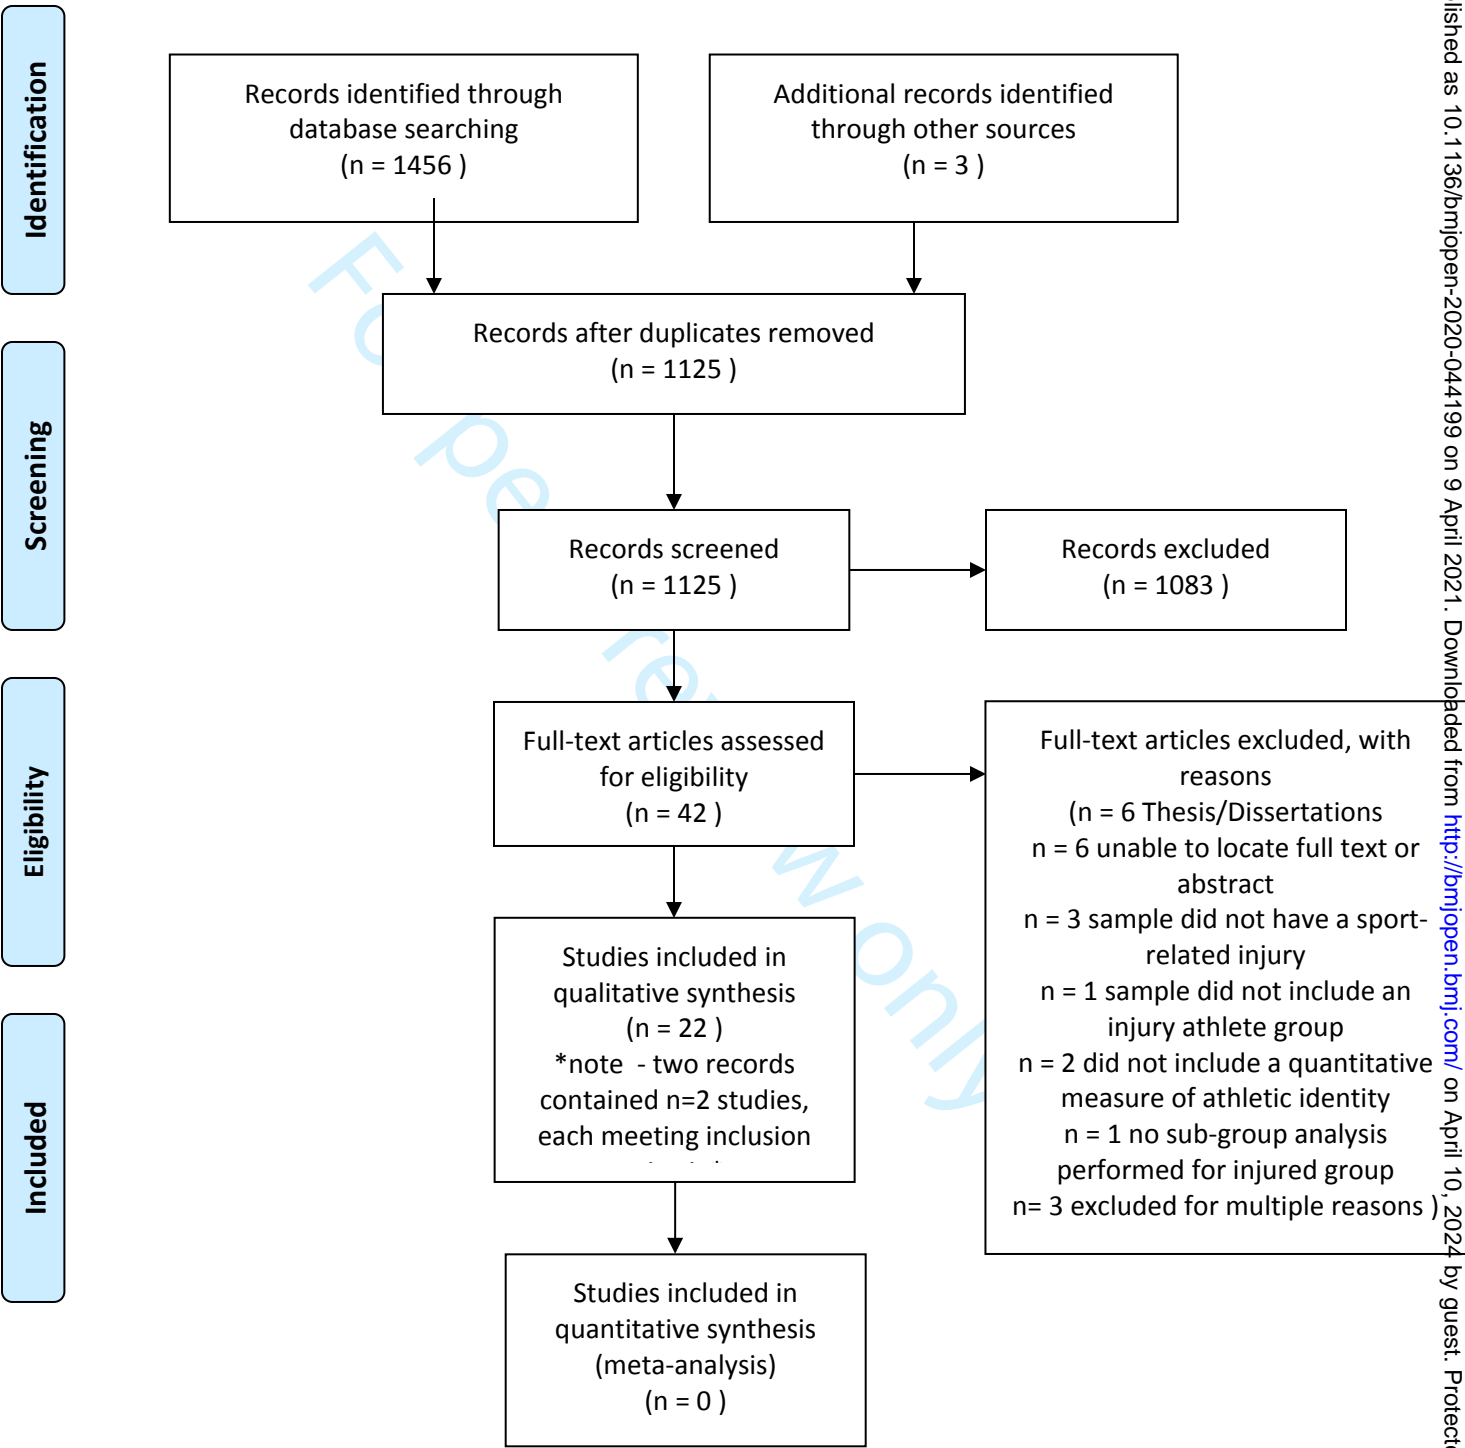 Identification
Records identified through
database searching
(n = 1456 )
Additional records identified
through other sources
(n = 3 )
Records after duplicates removed
(n = 1125 )
Screening
Records screened
(n = 1125 )
Records excluded
(n = 1083 )
Eligibility
Full-text articles assessed
for eligibility
(n = 42 )
Full-text articles excluded, with
reasons
(n = 6 Thesis/Dissertations
n = 6 unable to locate full text or
abstract
n = 3 sample did not have a sport-
related injury
n = 1 sample did not include an
injury athlete group
n = 2 did not include a quantitative
measure of athletic identity
n = 1 no sub-group analysis
performed for injured group
n= 3 excluded for multiple reasons )
Included
Studies included in
qualitative synthesis
(n = 22 )
*note  - two records
contained n=2 studies,
each meeting inclusion
Studies included in
quantitative synthesis
(meta-analysis)
(n = 0 )
For peer review only
lished as 10.1136/bmjopen-2020-044199 on 9 April 2021. Downloaded from http://bmjopen.bmj.com/ on April 10, 2024 by guest. Protecte